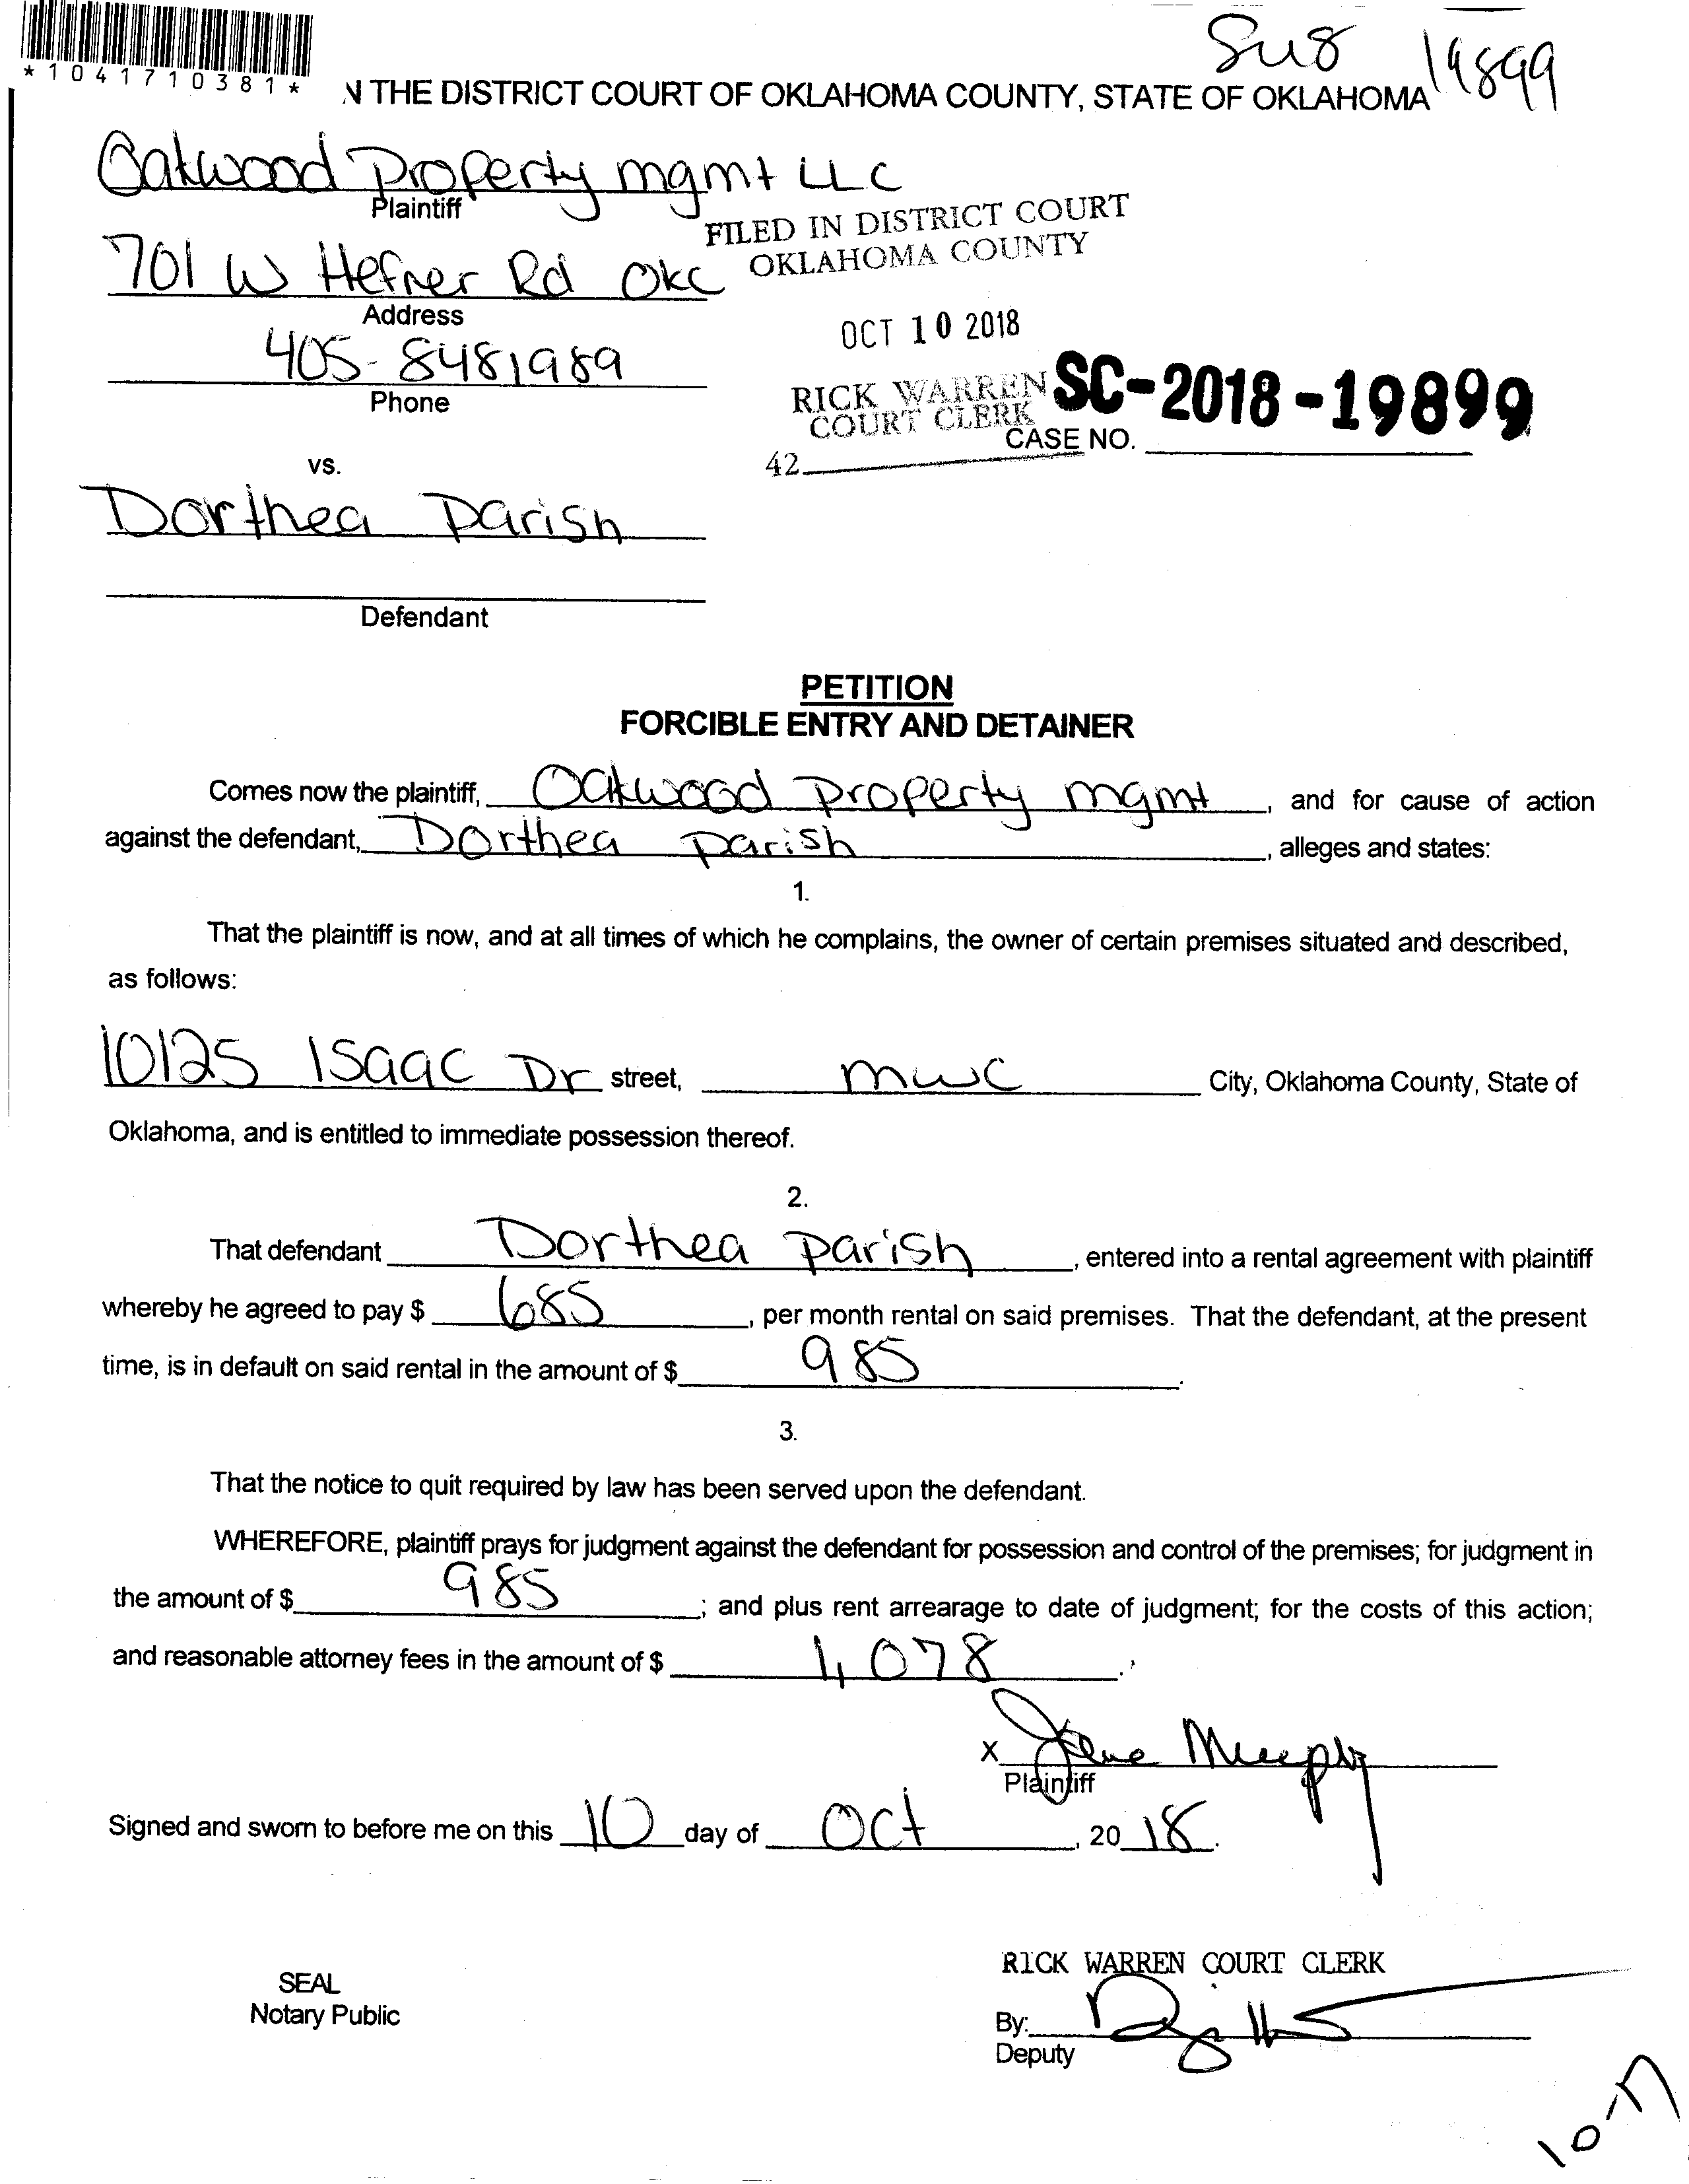 Su8 19899
*1041710381*
N THE DISTRICT COURT OF OKLAHOMA COUNTY, STATE OF OKLAHOMA
Oakwood Property mgmt LLC
Plaintiff
FILED IN DISTRICT COURT
OKLAHOMA COUNTY
701 W Hefner Rd OKC
Address
OCT 10 2018
405-8481989
Phone
RICK WARREN
COURT CLERK
SC-2018-19899
CASE NO.
42
vs.
Dorthea Parish
Defendant
PETITION
FORCIBLE ENTRY AND DETAINER
Comes now the plaintiff, Oakwood Property mgmt, and for cause of action
against the defendant, Dorthea Parish, alleges and states:
1.
That the plaintiff is now, and at all times of which he complains, the owner of certain premises situated and described,
as follows:
10125 Isaac Dr street, mwc City, Oklahoma County, State of
Oklahoma, and is entitled to immediate possession thereof.
2.
That defendant Dorthea Parish, entered into a rental agreement with plaintiff
whereby he agreed to pay $ 685, per month rental on said premises. That the defendant, at the present
time, is in default on said rental in the amount of $ 985.
3.
That the notice to quit required by law has been served upon the defendant.
WHEREFORE, plaintiff prays for judgment against the defendant for possession and control of the premises; for judgment in
the amount of $ 985; and plus rent arrearage to date of judgment; for the costs of this action;
and reasonable attorney fees in the amount of $ 1,078.
x Jane Murphy
Plaintiff
Signed and sworn to before me on this 10 day of Oct, 2018.
RICK WARREN COURT CLERK
SEAL
Notary Public
By:
Deputy
10-17